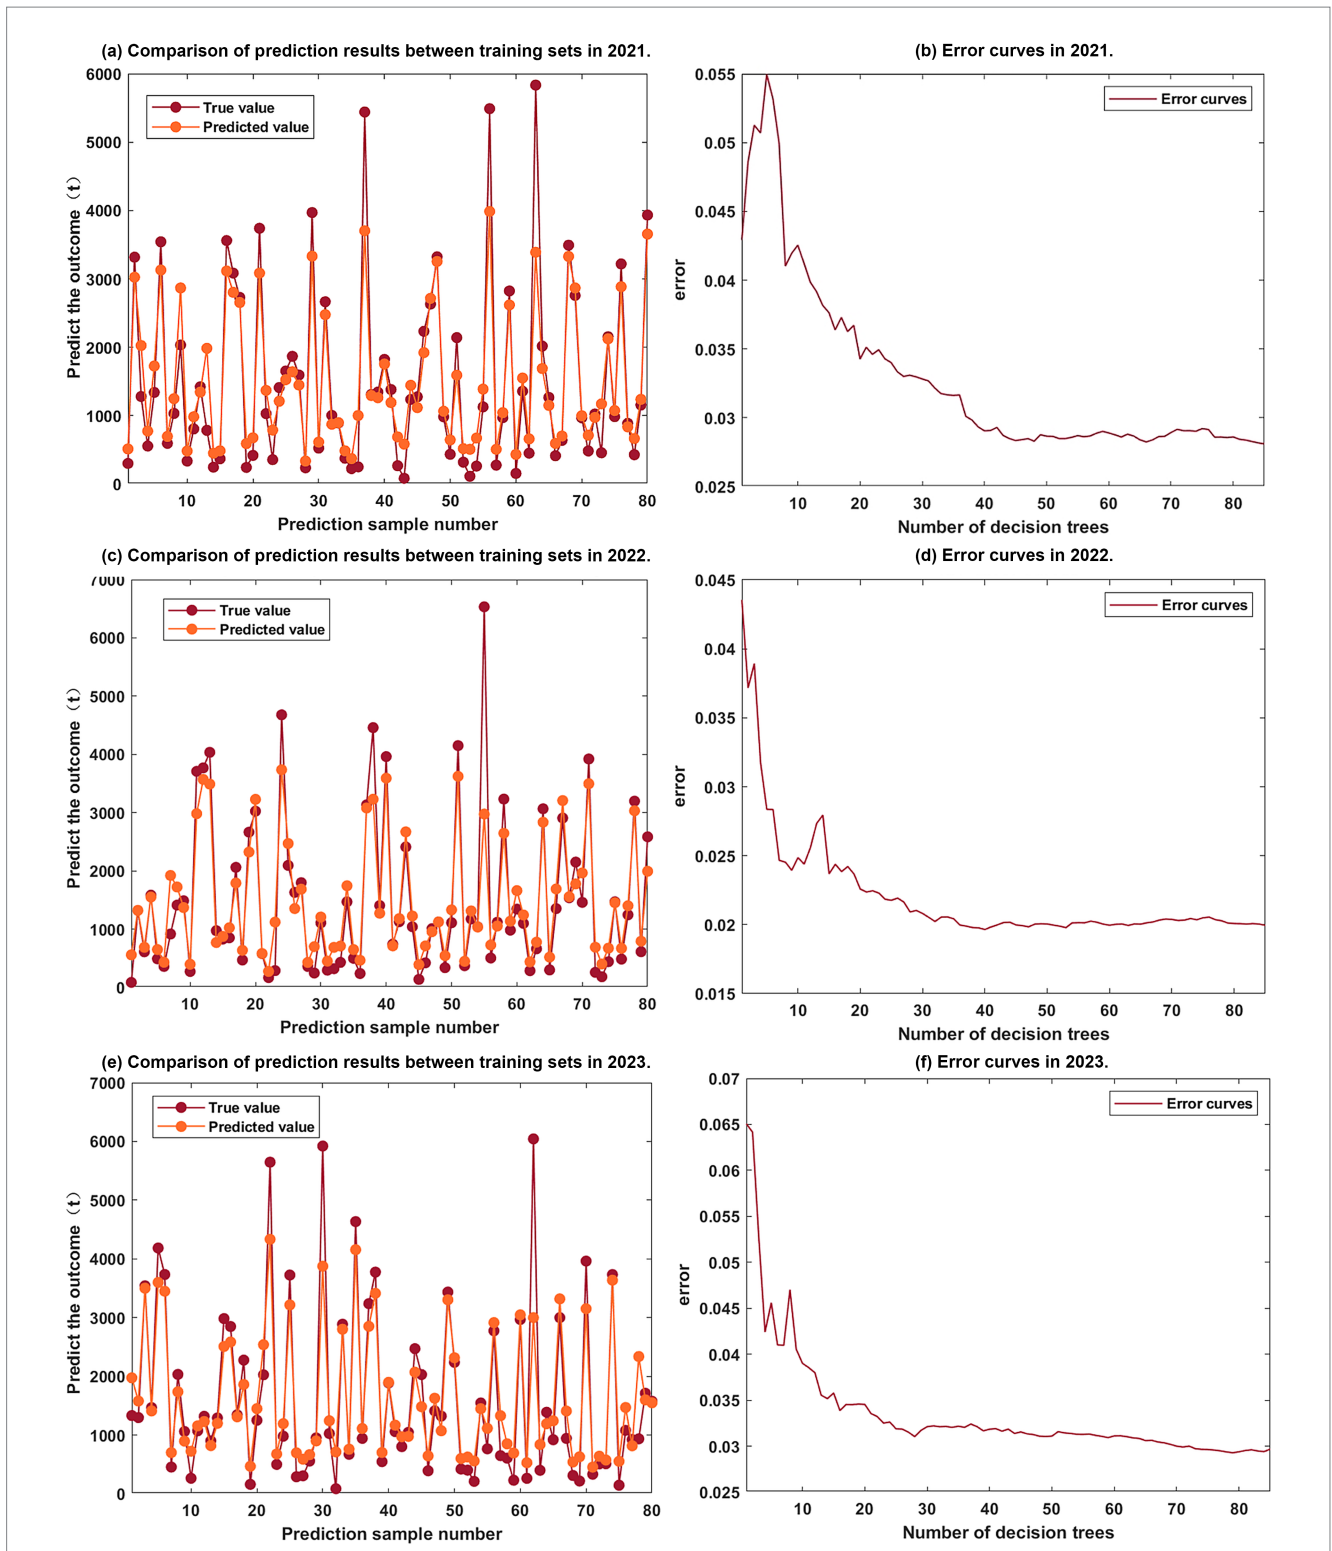 (a) Comparison of prediction results between training sets in 2021.
6000
5000
4000
3000
2000
1000
0
10 20 30 40 50 60 70 80
Predict the outcome（t）
Prediction sample number
True value
Predicted value
(b) Error curves in 2021.
0.055
0.05
0.045
0.04
0.035
0.03
0.025
10 20 30 40 50 60 70 80
error
Number of decision trees
Error curves
(c) Comparison of prediction results between training sets in 2022.
7000
6000
5000
4000
3000
2000
1000
0
10 20 30 40 50 60 70 80
Predict the outcome（t）
Prediction sample number
True value
Predicted value
(d) Error curves in 2022.
0.045
0.04
0.035
0.03
0.025
0.02
0.015
10 20 30 40 50 60 70 80
error
Number of decision trees
Error curves
(e) Comparison of prediction results between training sets in 2023.
7000
6000
5000
4000
3000
2000
1000
0
10 20 30 40 50 60 70 80
Predict the outcome（t）
Prediction sample number
True value
Predicted value
(f) Error curves in 2023.
0.07
0.065
0.06
0.055
0.05
0.045
0.04
0.035
0.03
0.025
10 20 30 40 50 60 70 80
error
Number of decision trees
Error curves